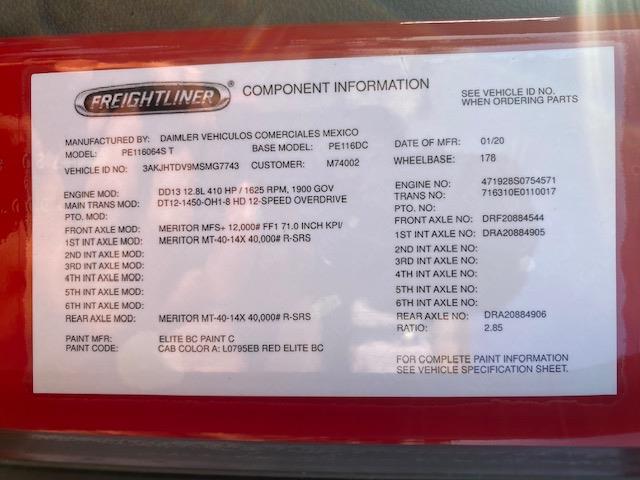 FREIGHTLINER® COMPONENT INFORMATION
SEE VEHICLE ID NO.
WHEN ORDERING PARTS
MANUFACTURED BY: DAIMLER VEHICULOS COMERCIALES MEXICO DATE OF MFR: 01/20
MODEL: PE116064S T BASE MODEL: PE116DC WHEELBASE: 178
VEHICLE ID NO: 3AKJHTDV9MSMG7743 CUSTOMER: M74002
ENGINE MOD: DD13 12.8L 410 HP / 1625 RPM, 1900 GOV ENGINE NO: 471928S0754571
MAIN TRANS MOD: DT12-1450-OH1-8 HD 12-SPEED OVERDRIVE TRANS NO: 716310E0110017
PTO. MOD: PTO. NO:
FRONT AXLE MOD: MERITOR MFS+ 12,000# FF1 71.0 INCH KPI/ FRONT AXLE NO: DRF20884544
1ST INT AXLE MOD: MERITOR MT-40-14X 40,000# R-SRS 1ST INT AXLE NO: DRA20884905
2ND INT AXLE MOD: 2ND INT AXLE NO:
3RD INT AXLE MOD: 3RD INT AXLE NO:
4TH INT AXLE MOD: 4TH INT AXLE NO:
5TH INT AXLE MOD: 5TH INT AXLE NO:
6TH INT AXLE MOD: 6TH INT AXLE NO:
REAR AXLE MOD: MERITOR MT-40-14X 40,000# R-SRS REAR AXLE NO: DRA20884906
RATIO: 2.85
PAINT MFR: ELITE BC PAINT C
PAINT CODE: CAB COLOR A: L0795EB RED ELITE BC
FOR COMPLETE PAINT INFORMATION
SEE VEHICLE SPECIFICATION SHEET.